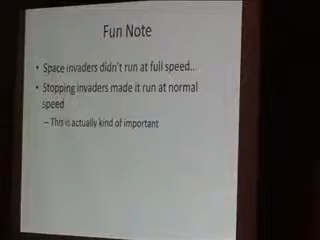 Fun Note
• Space invaders didn't run at full speed...
• Stopping invaders made it run at normal
speed
– This is actually kind of important